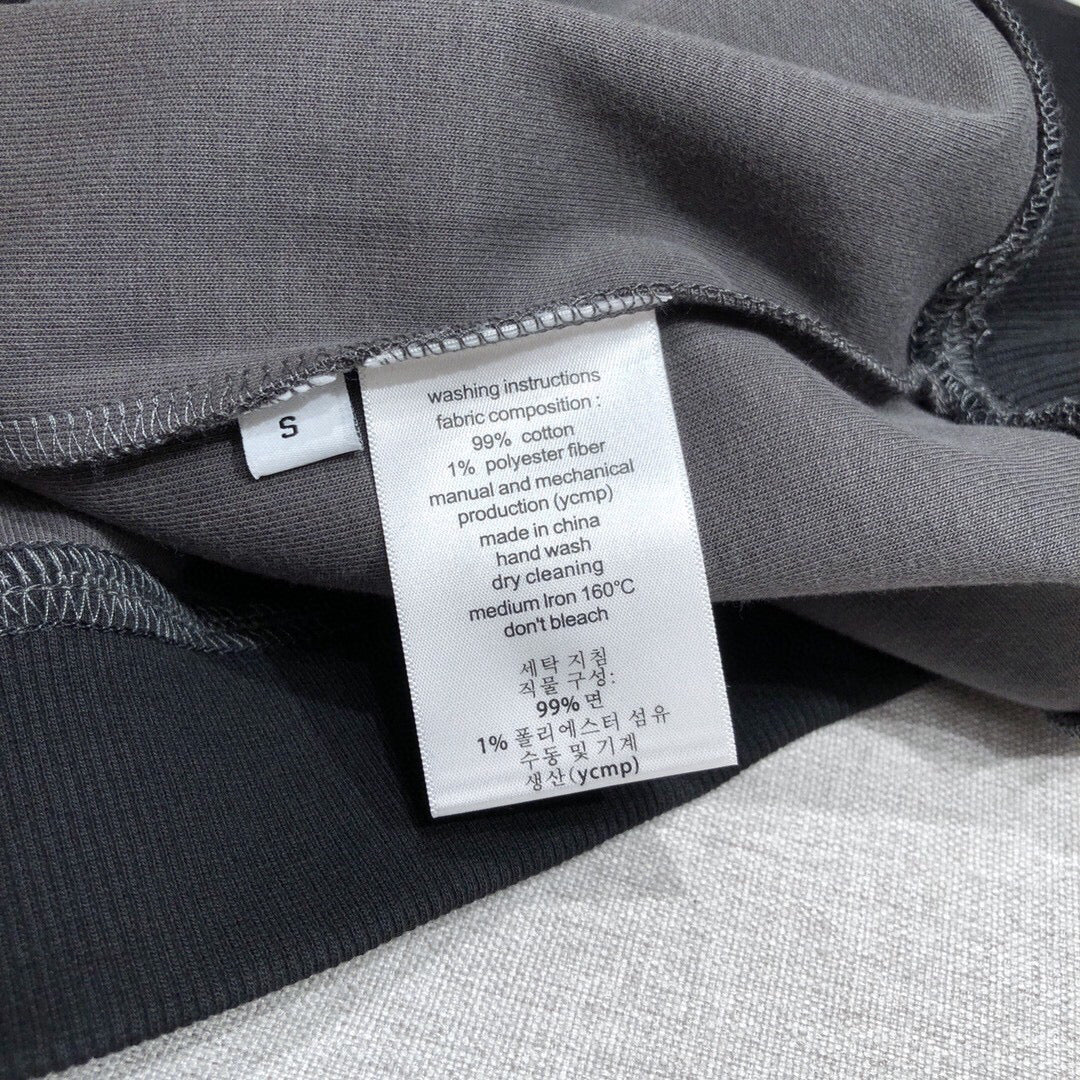 S
washing instructions
fabric composition :
99% cotton
1% polyester fiber
manual and mechanical
production (ycmp)
made in china
hand wash
dry cleaning
medium Iron 160°C
don't bleach
세탁 지침
직물 구성:
99% 면
1% 폴리에스터 섬유
수동 및 기계
생산(ycmp)